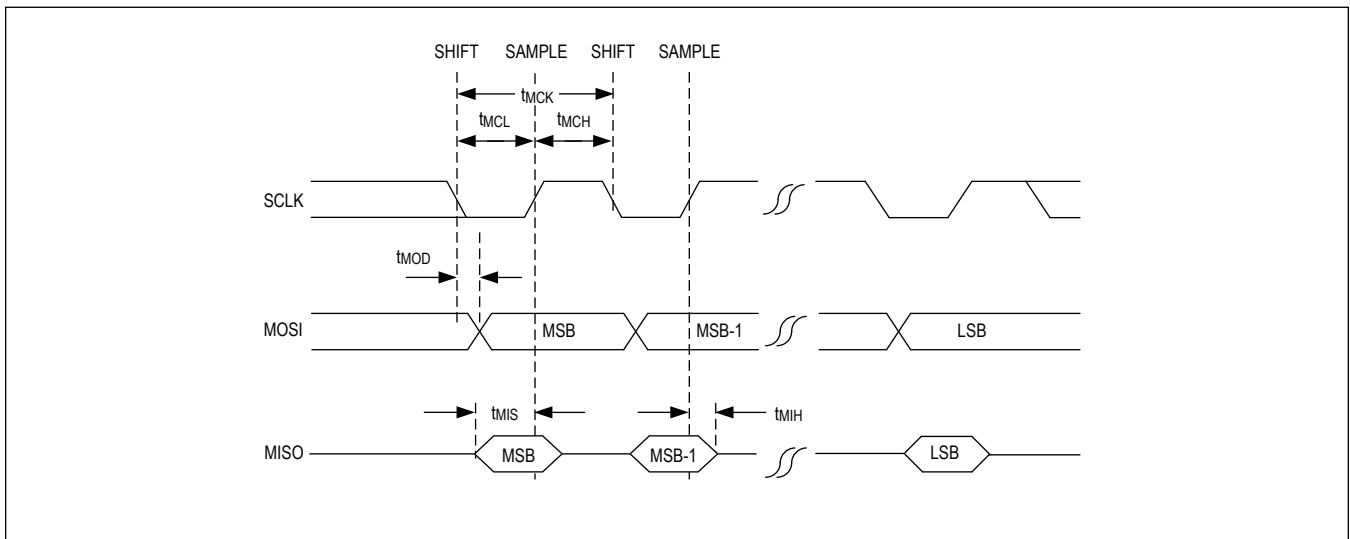 SHIFT SAMPLE SHIFT SAMPLE
tMCK
tMCL tMCH
SCLK
tMOD
MOSI MSB MSB-1 LSB
tMIS tMIH
MISO MSB MSB-1 LSB